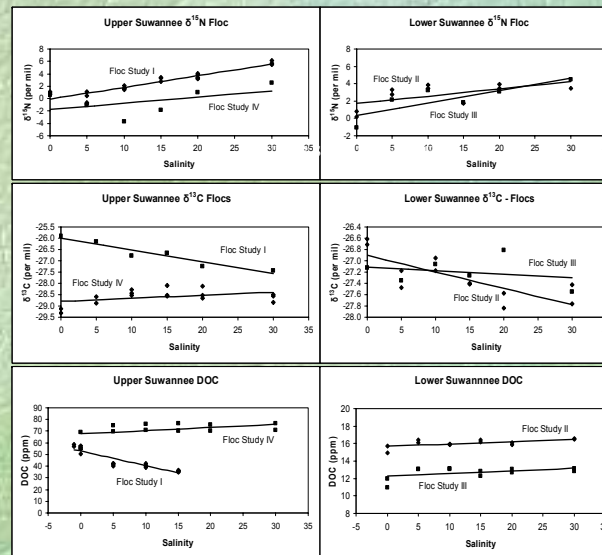 Upper Suwannee δ15N Floc
δ15N (per mil)
8
6
4
2
0
-2
-4
-6
0 5 10 15 20 25 30 35
Salinity
Floc Study I
Floc Study IV
Lower Suwannee δ15N Floc
δ15N (per mil)
8
6
4
2
0
-2
0 5 10 15 20 25 30 35
Salinity
Floc Study II
Floc Study III
Upper Suwannee δ13C Flocs
δ13C (per mil)
-25.5
-26.0
-26.5
-27.0
-27.5
-28.0
-28.5
-29.0
-29.5
0 5 10 15 20 25 30 35
Salinity
Floc Study I
Floc Study IV
Lower Suwannee δ13C - Flocs
δ13C (per mil)
-26.4
-26.6
-26.8
-27.0
-27.2
-27.4
-27.6
-27.8
-28.0
0 5 10 15 20 25 30 35
Salinity
Floc Study III
Floc Study II
Upper Suwannee DOC
DOC (ppm)
90
80
70
60
50
40
30
20
10
0
-5 0 5 10 15 20 25 30 35
Salinity
Floc Study IV
Floc Study I
Lower Suwannnee DOC
DOC (ppm)
20
18
16
14
12
10
8
0 5 10 15 20 25 30 35
Salinity
Floc Study II
Floc Study III